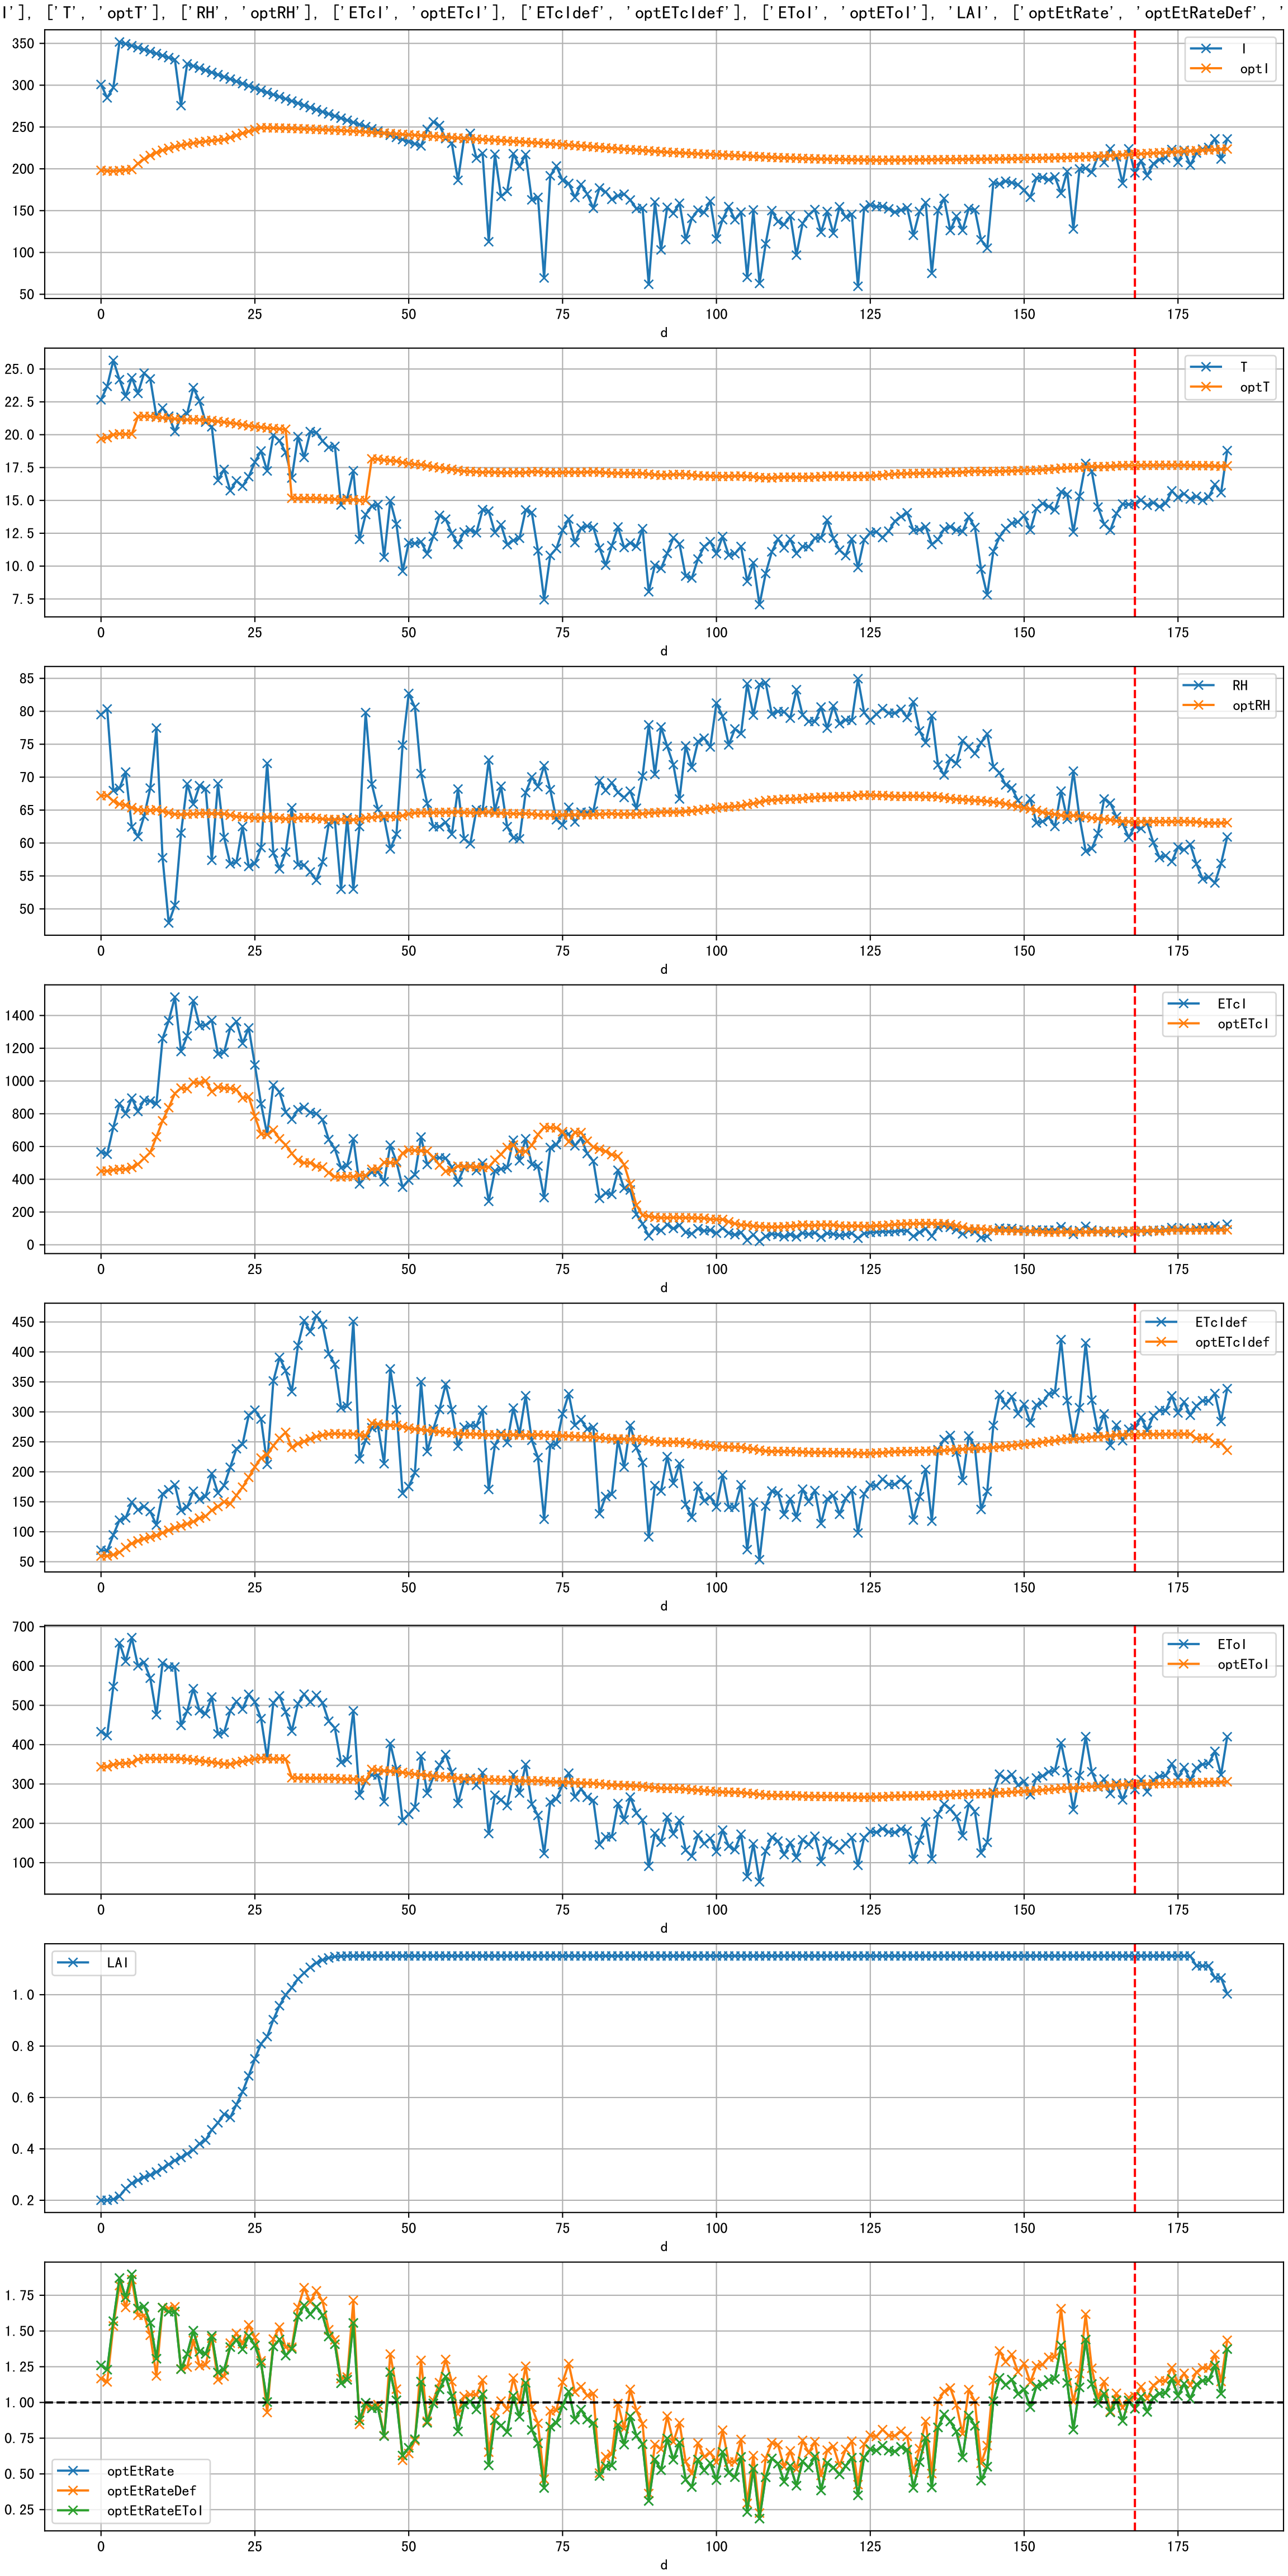 I'], ['T', 'optT'], ['RH', 'optRH'], ['ETcI', 'optETcI'], ['ETcIdef', 'optETcIdef'], ['EToI', 'optEToI'], 'LAI', ['optEtRate', 'optEtRateDef', '
350
300
250
200
150
100
50
I
optI
0 25 50 75 100 125 150 175
d
25.0
22.5
20.0
17.5
15.0
12.5
10.0
7.5
T
optT
0 25 50 75 100 125 150 175
d
85
80
75
70
65
60
55
50
RH
optRH
0 25 50 75 100 125 150 175
d
1400
1200
1000
800
600
400
200
0
ETcI
optETcI
0 25 50 75 100 125 150 175
d
450
400
350
300
250
200
150
100
50
ETcIdef
optETcIdef
0 25 50 75 100 125 150 175
d
700
600
500
400
300
200
100
EToI
optEToI
0 25 50 75 100 125 150 175
d
1.0
0.8
0.6
0.4
0.2
LAI
0 25 50 75 100 125 150 175
d
1.75
1.50
1.25
1.00
0.75
0.50
0.25
optEtRate
optEtRateDef
optEtRateEToI
0 25 50 75 100 125 150 175
d